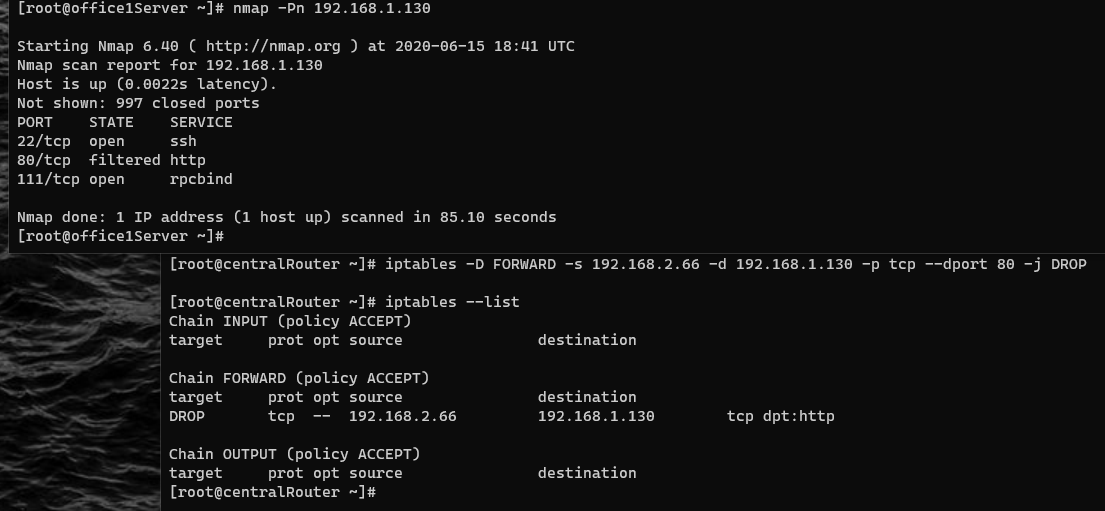 [root@office1Server ~]# nmap -Pn 192.168.1.130
Starting Nmap 6.40 ( http://nmap.org ) at 2020-06-15 18:41 UTC
Nmap scan report for 192.168.1.130
Host is up (0.0022s latency).
Not shown: 997 closed ports
PORT    STATE    SERVICE
22/tcp  open     ssh
80/tcp  filtered http
111/tcp open     rpcbind
Nmap done: 1 IP address (1 host up) scanned in 85.10 seconds
[root@office1Server ~]#
[root@centralRouter ~]# iptables -D FORWARD -s 192.168.2.66 -d 192.168.1.130 -p tcp --dport 80 -j DROP
[root@centralRouter ~]# iptables --list
Chain INPUT (policy ACCEPT)
target     prot opt source               destination
Chain FORWARD (policy ACCEPT)
target     prot opt source               destination
DROP       tcp  --  192.168.2.66         192.168.1.130        tcp dpt:http
Chain OUTPUT (policy ACCEPT)
target     prot opt source               destination
[root@centralRouter ~]#